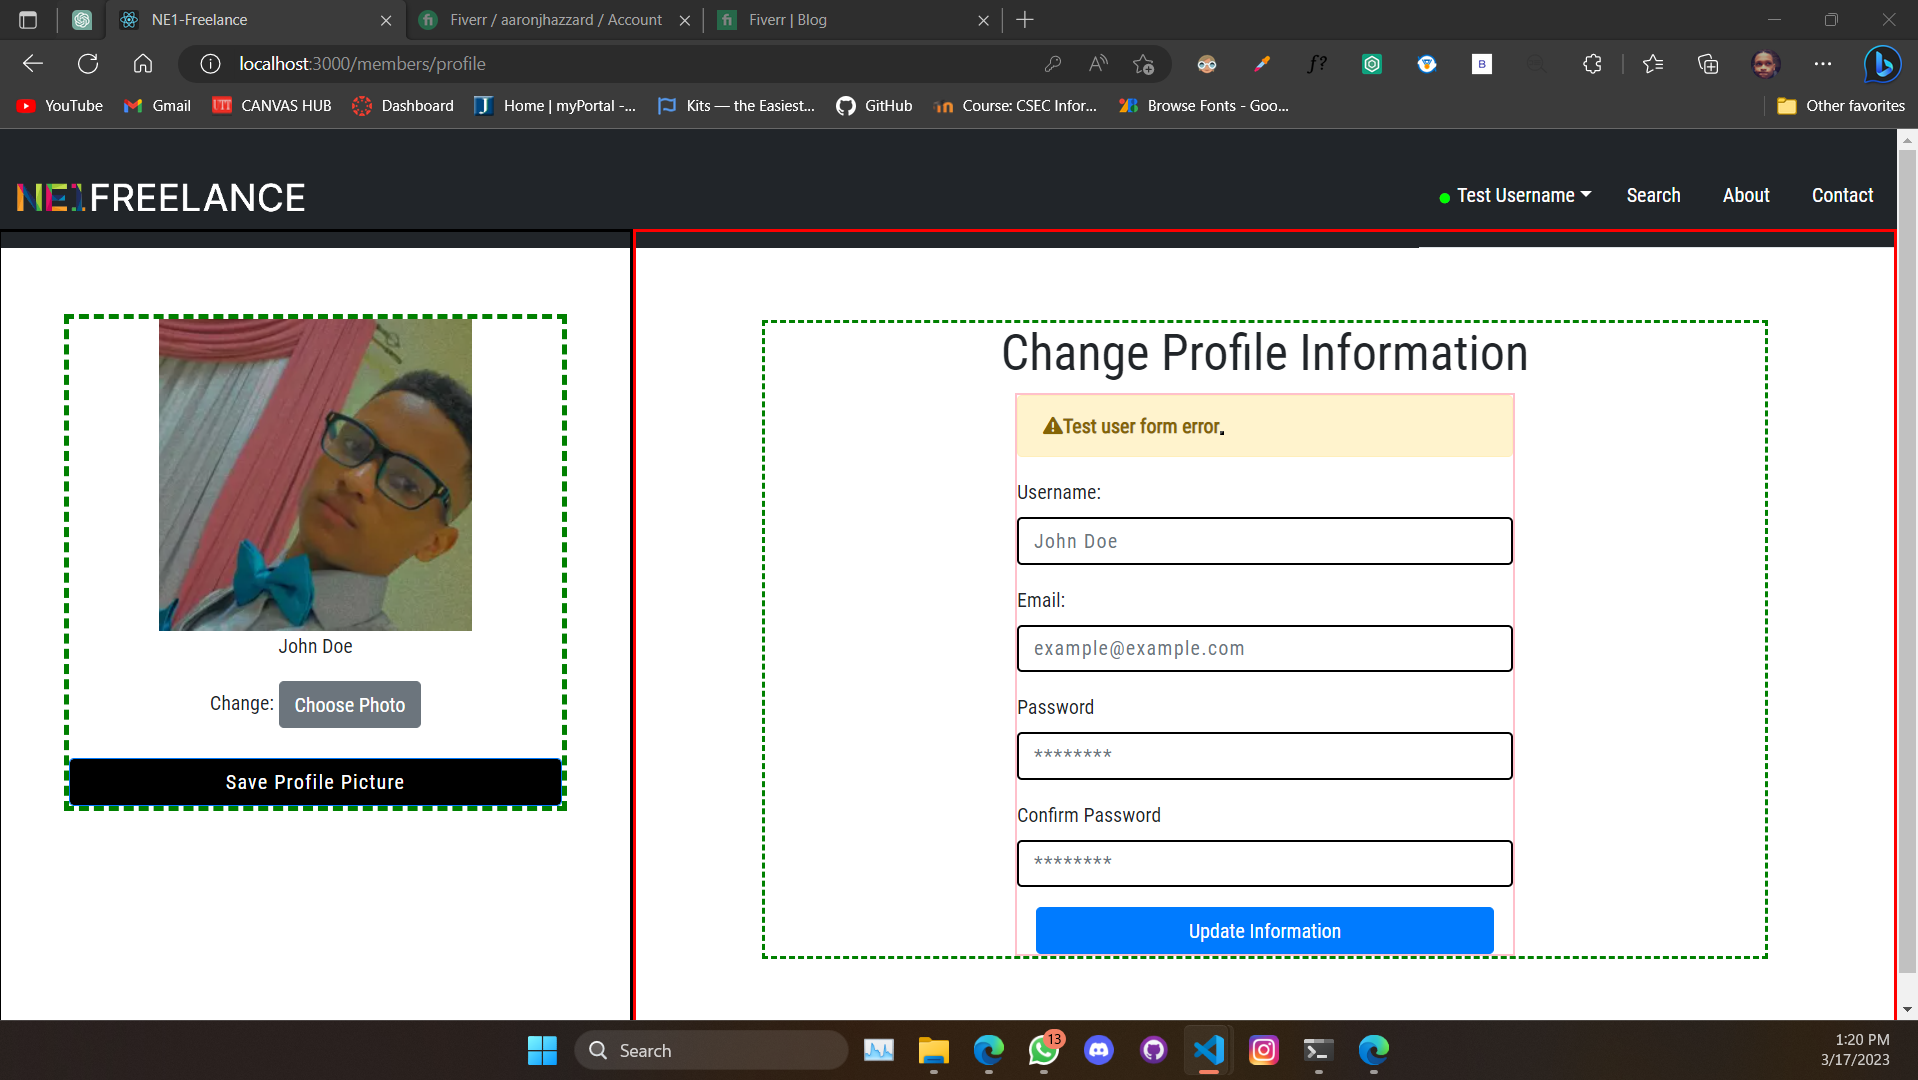 NE1-Freelance
Fiverr / aaronjhazzard / Account
Fiverr | Blog
localhost:3000/members/profile
YouTube
Gmail
CANVAS HUB
Dashboard
Home | myPortal -...
Kits — the Easiest...
GitHub
Course: CSEC Infor...
Browse Fonts - Goo...
Other favorites
NE1FREELANCE
Test Username
Search
About
Contact
John Doe
Change: Choose Photo
Save Profile Picture
Change Profile Information
Test user form error.
Username:
John Doe
Email:
example@example.com
Password
********
Confirm Password
********
Update Information
Search
13
1:20 PM
3/17/2023